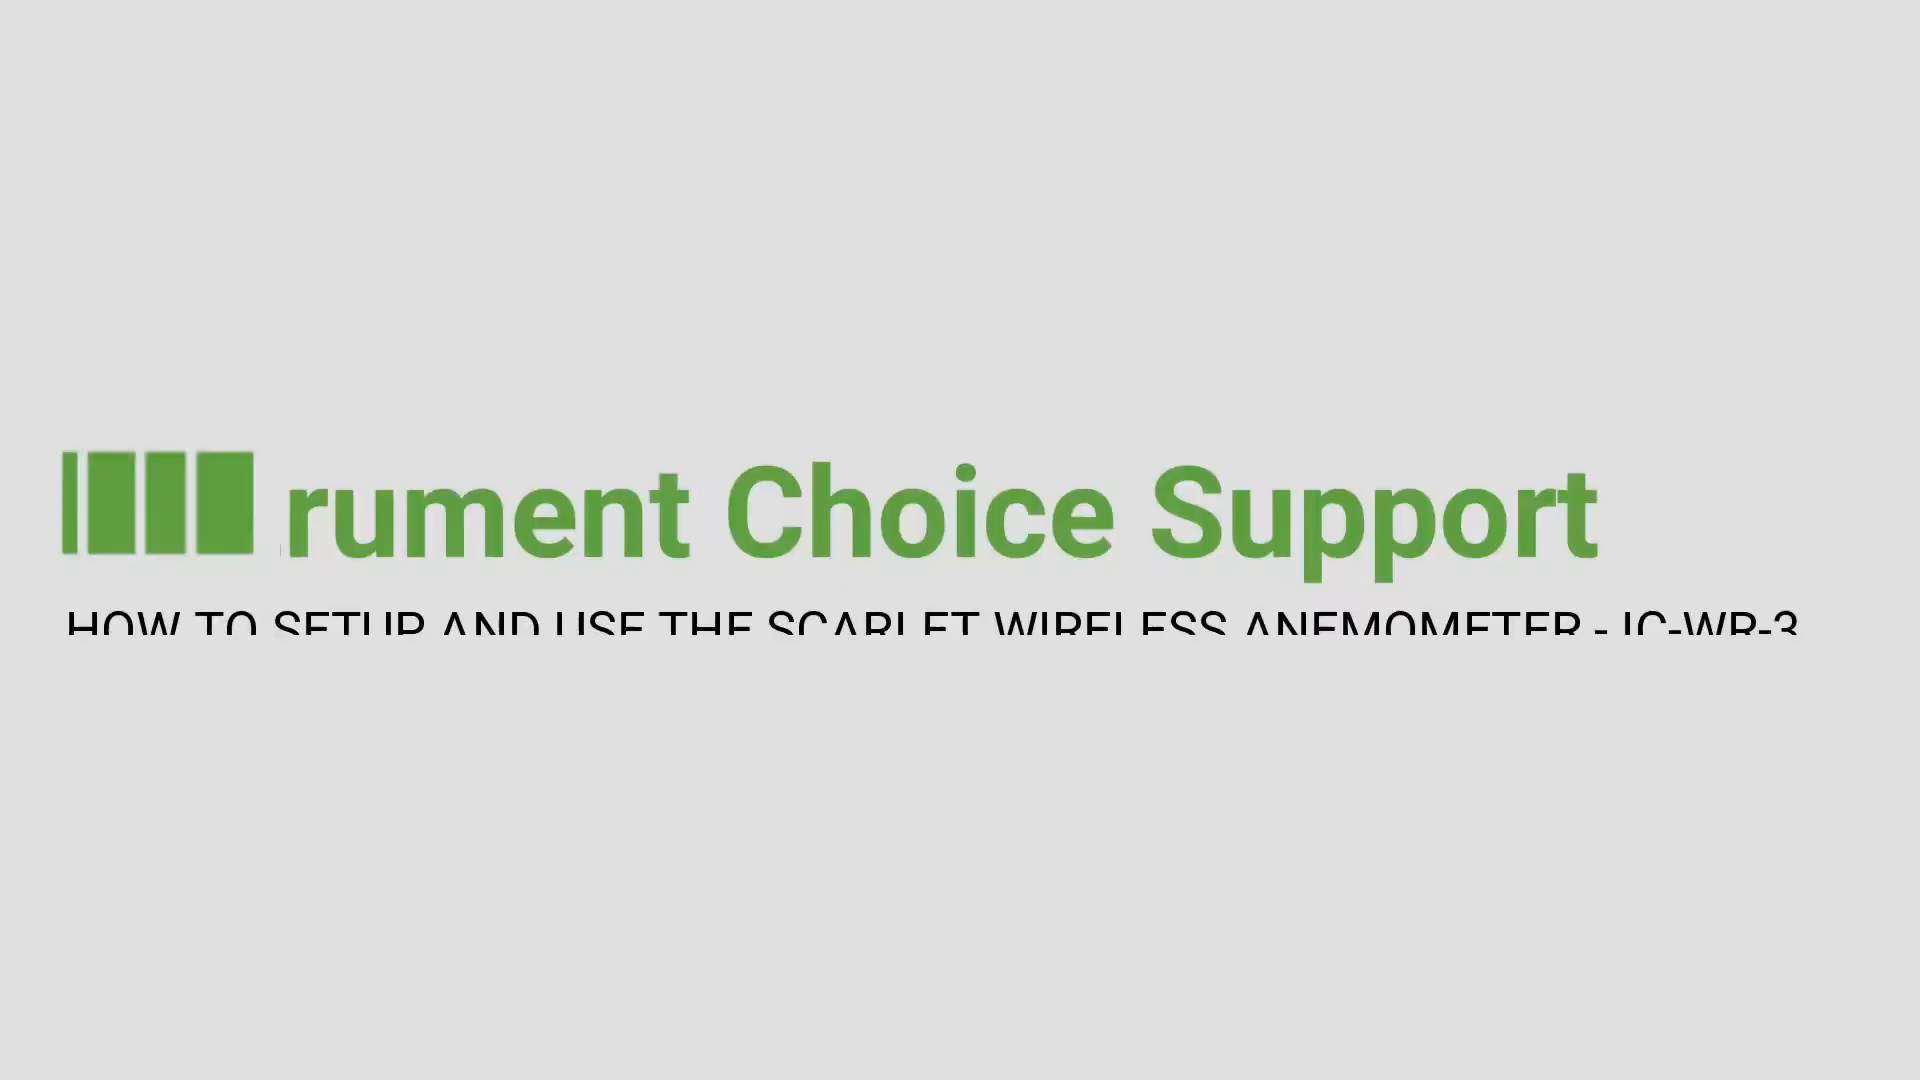 rument Choice Support
HOW TO SETUP AND USE THE SCARLET WIRELESS ANEMOMETER - IC-WR-3